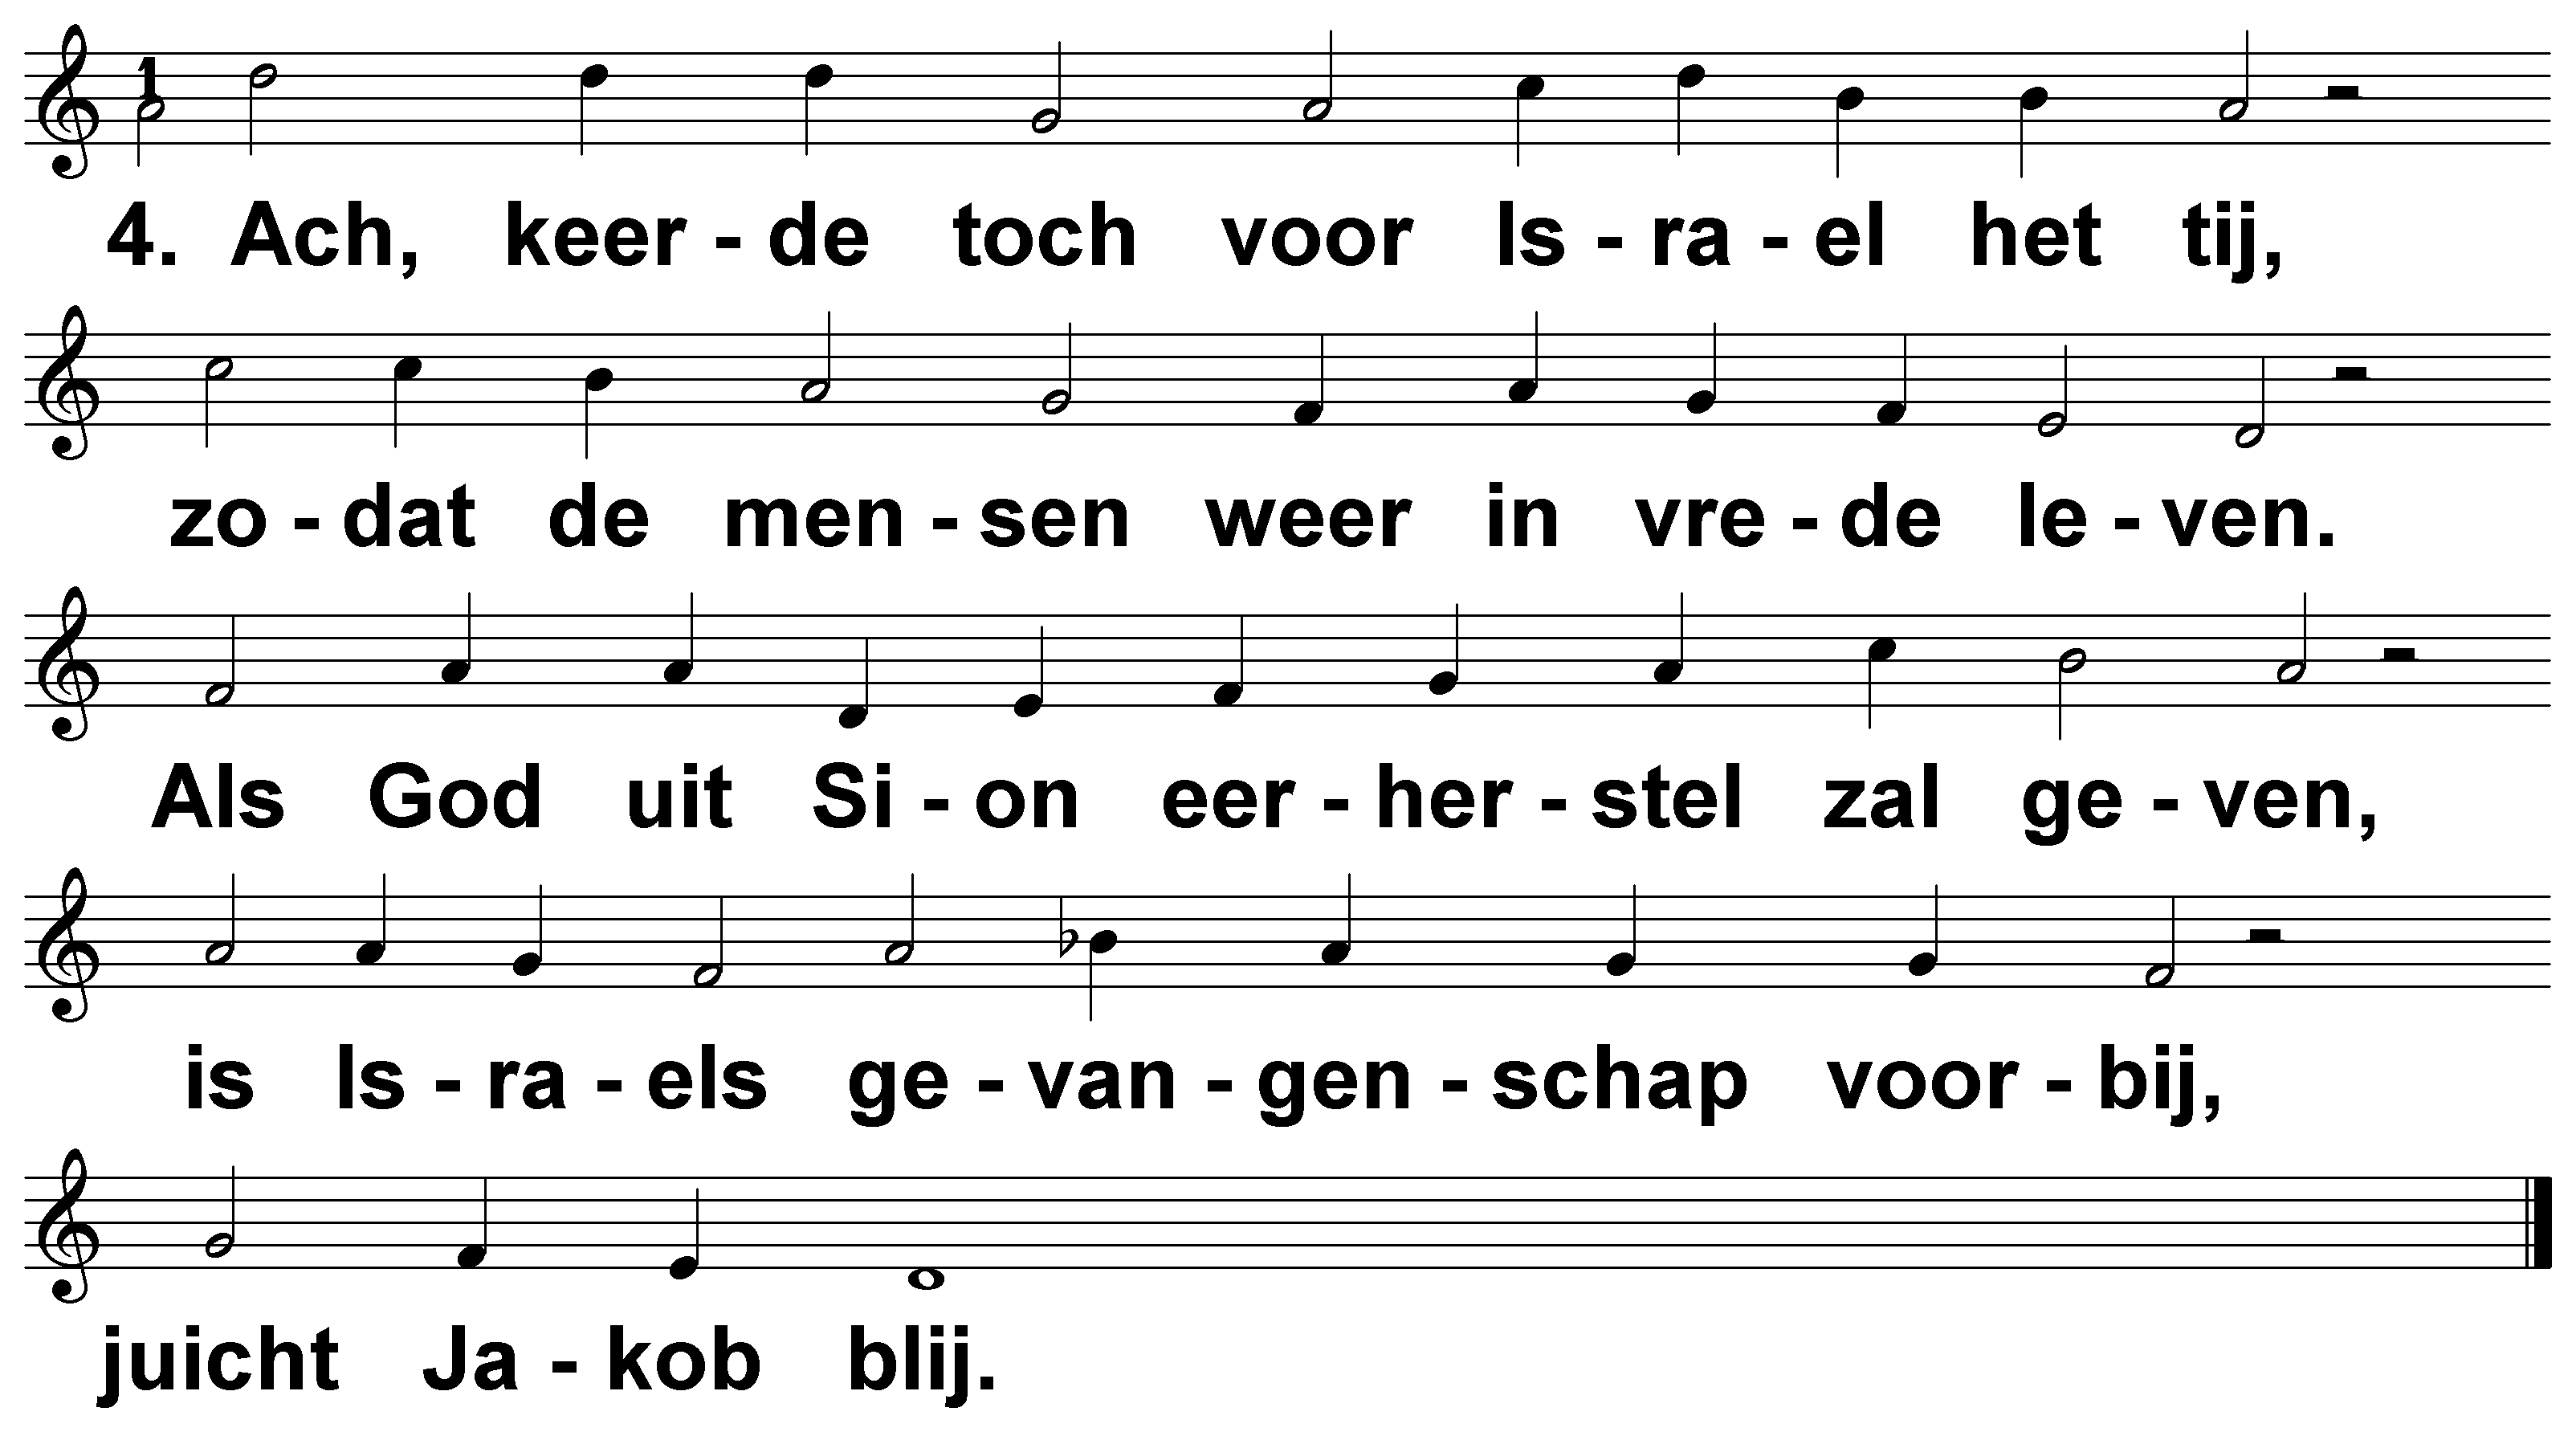 1
4. Ach, keer - de toch voor Is - ra - el het tij,
zo - dat de men - sen weer in vre - de le - ven.
Als God uit Si - on eer - her - stel zal ge - ven,
is Is - ra - els ge - van - gen - schap voor - bij,
juicht Ja - kob blij.